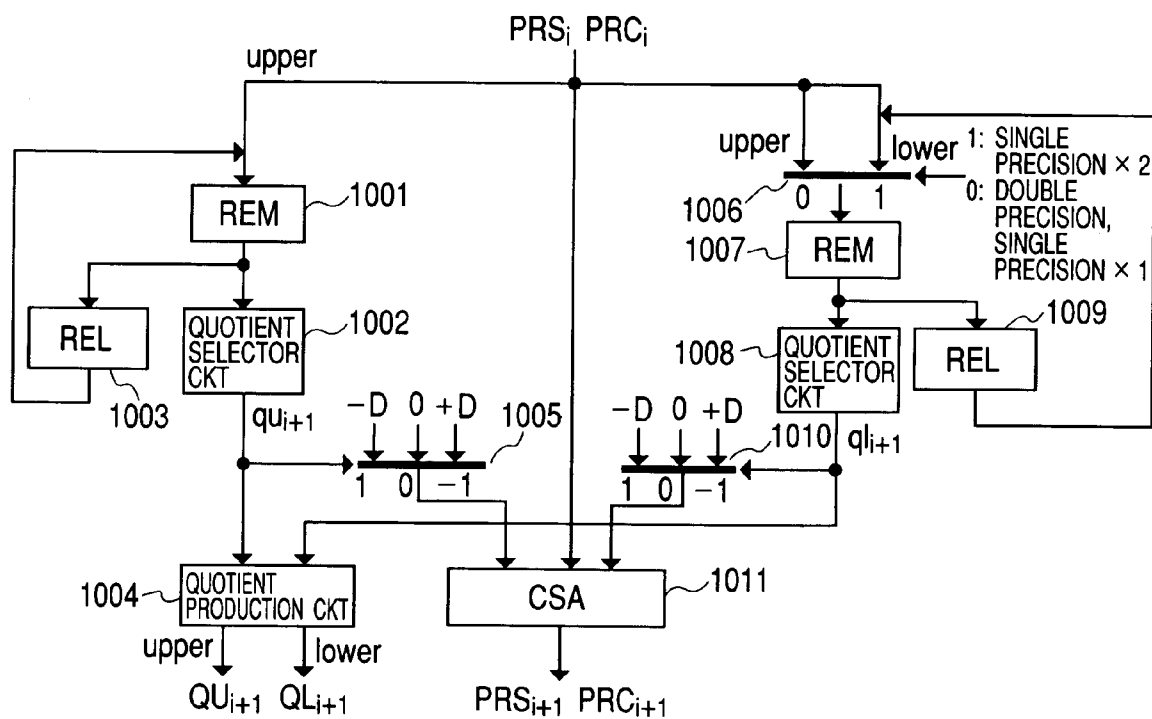 PRSi PRCi
upper
upper
lower
1: SINGLE
PRECISION × 2
0: DOUBLE
PRECISION,
SINGLE
PRECISION × 1
1001
REM
1006
0 1
1007
REM
REL
1003
QUOTIENT
SELECTOR
CKT
1002
1008
QUOTIENT
SELECTOR
CKT
1009
REL
qui+1
−D 0 +D
1005
1 0 −1
−D 0 +D
1010
qli+1
1 0 −1
1004
QUOTIENT
PRODUCTION CKT
CSA
1011
upper
lower
QUi+1 QLi+1
PRSi+1 PRCi+1